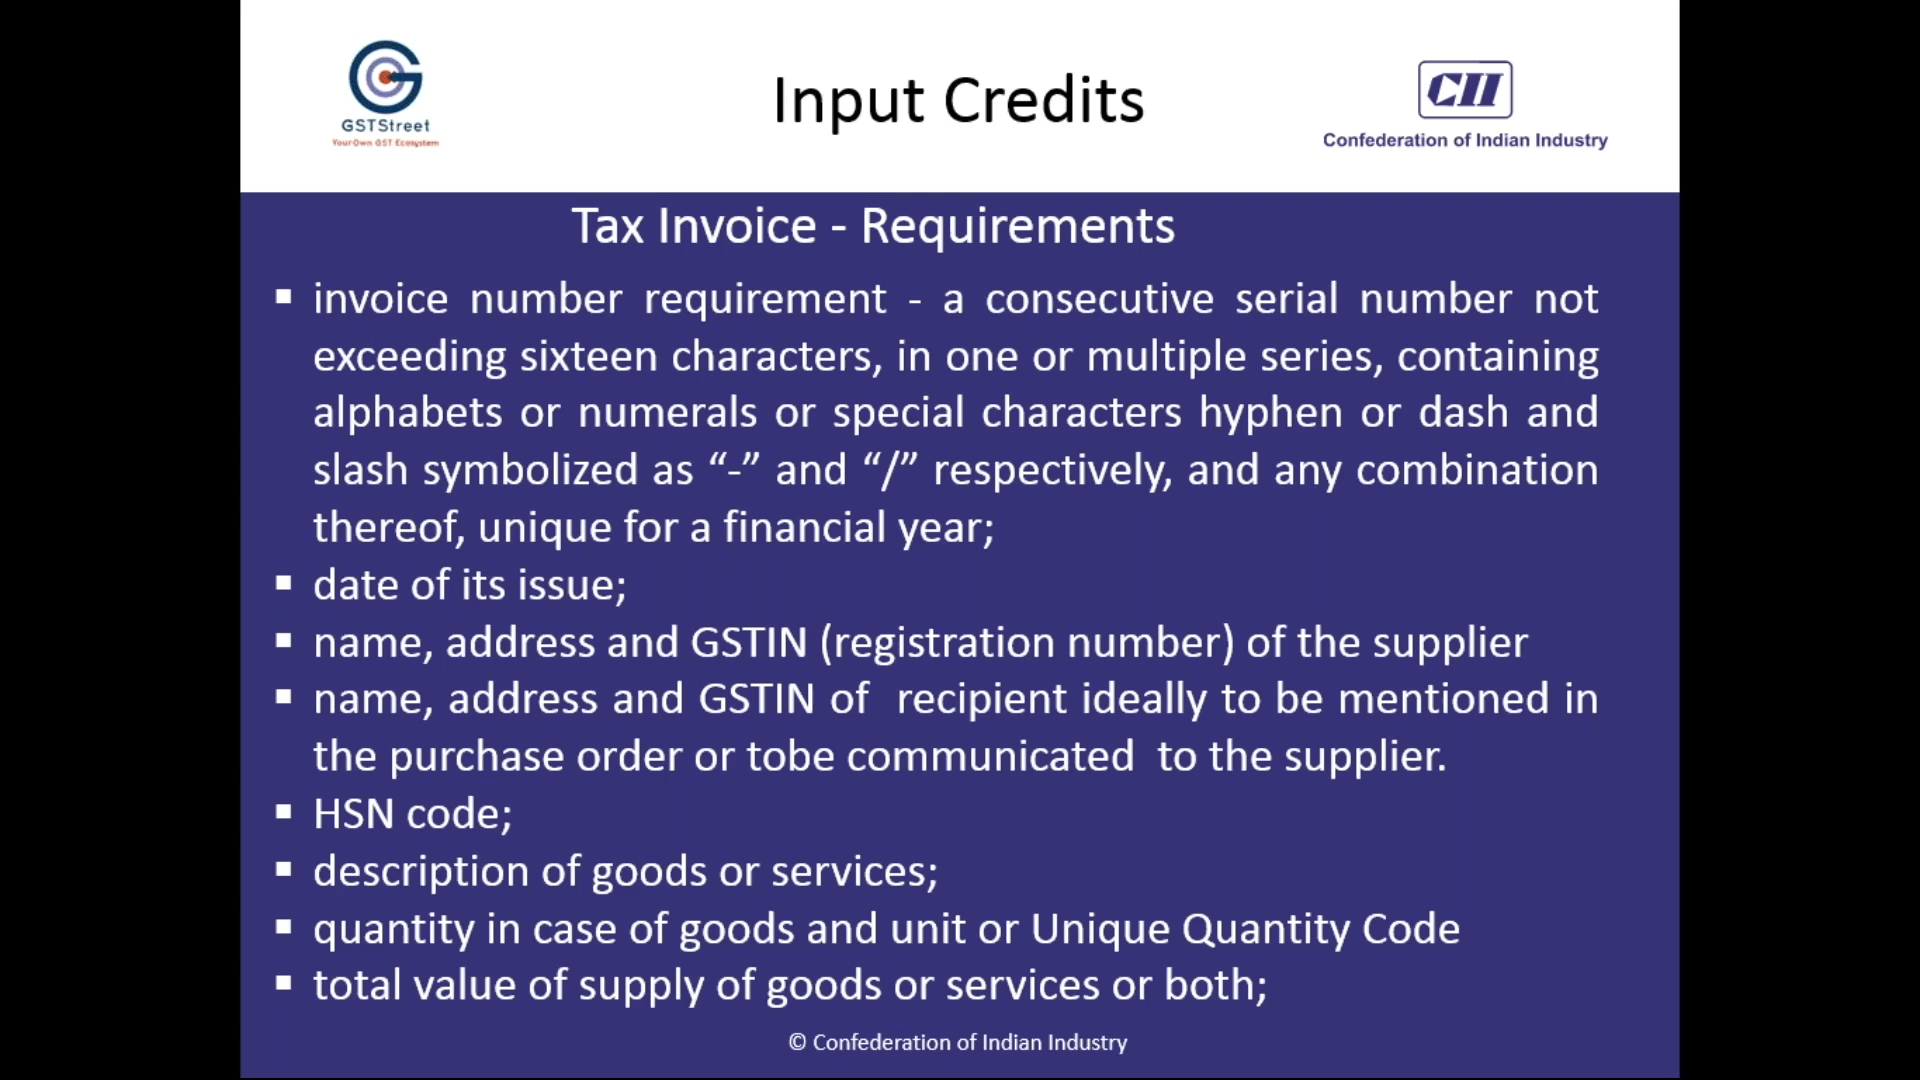 GSTStreet
Your Own GST Ecosystem
Input Credits
CII
Confederation of Indian Industry
Tax Invoice - Requirements
▪ invoice number requirement - a consecutive serial number not
exceeding sixteen characters, in one or multiple series, containing
alphabets or numerals or special characters hyphen or dash and
slash symbolized as “-” and “/” respectively, and any combination
thereof, unique for a financial year;
▪ date of its issue;
▪ name, address and GSTIN (registration number) of the supplier
▪ name, address and GSTIN of recipient ideally to be mentioned in
the purchase order or tobe communicated to the supplier.
▪ HSN code;
▪ description of goods or services;
▪ quantity in case of goods and unit or Unique Quantity Code
▪ total value of supply of goods or services or both;
© Confederation of Indian Industry